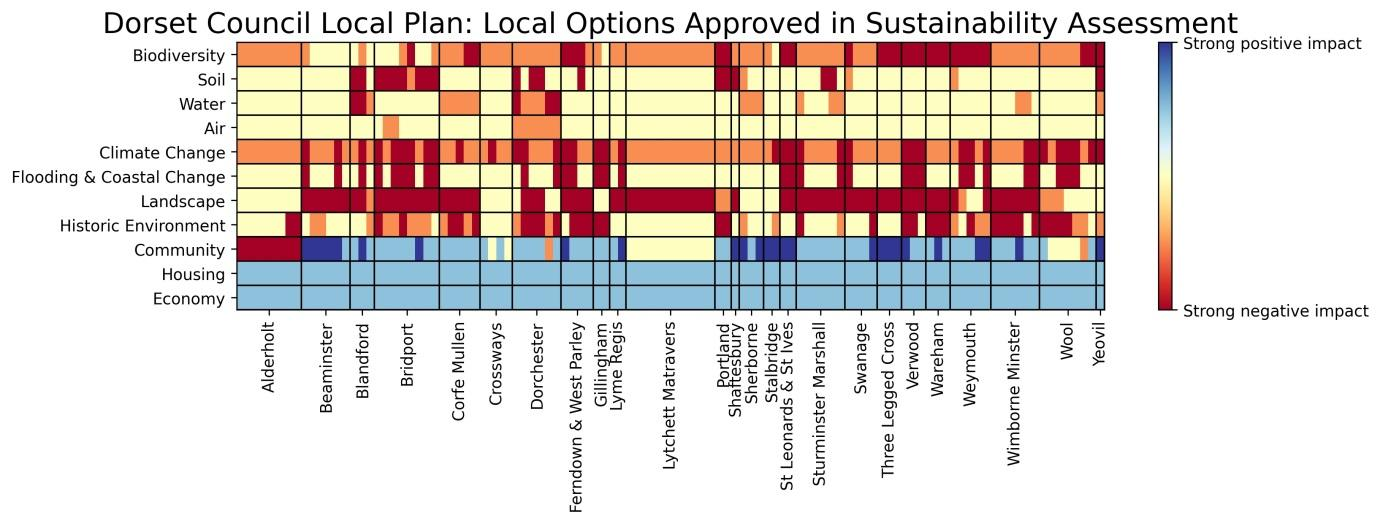 Dorset Council Local Plan: Local Options Approved in Sustainability Assessment
Biodiversity
Soil
Water
Air
Climate Change
Flooding & Coastal Change
Landscape
Historic Environment
Community
Housing
Economy
Strong positive impact
Strong negative impact
Alderholt
Beaminster
Blandford
Bridport
Corfe Mullen
Crossways
Dorchester
Ferndown & West Parley
Gillingham
Lyme Regis
Lytchett Matravers
Portland
Shaftesbury
Sherborne
Stalbridge
St Leonards & St Ives
Sturminster Marshall
Swanage
Three Legged Cross
Verwood
Wareham
Weymouth
Wimborne Minster
Wool
Yeovil